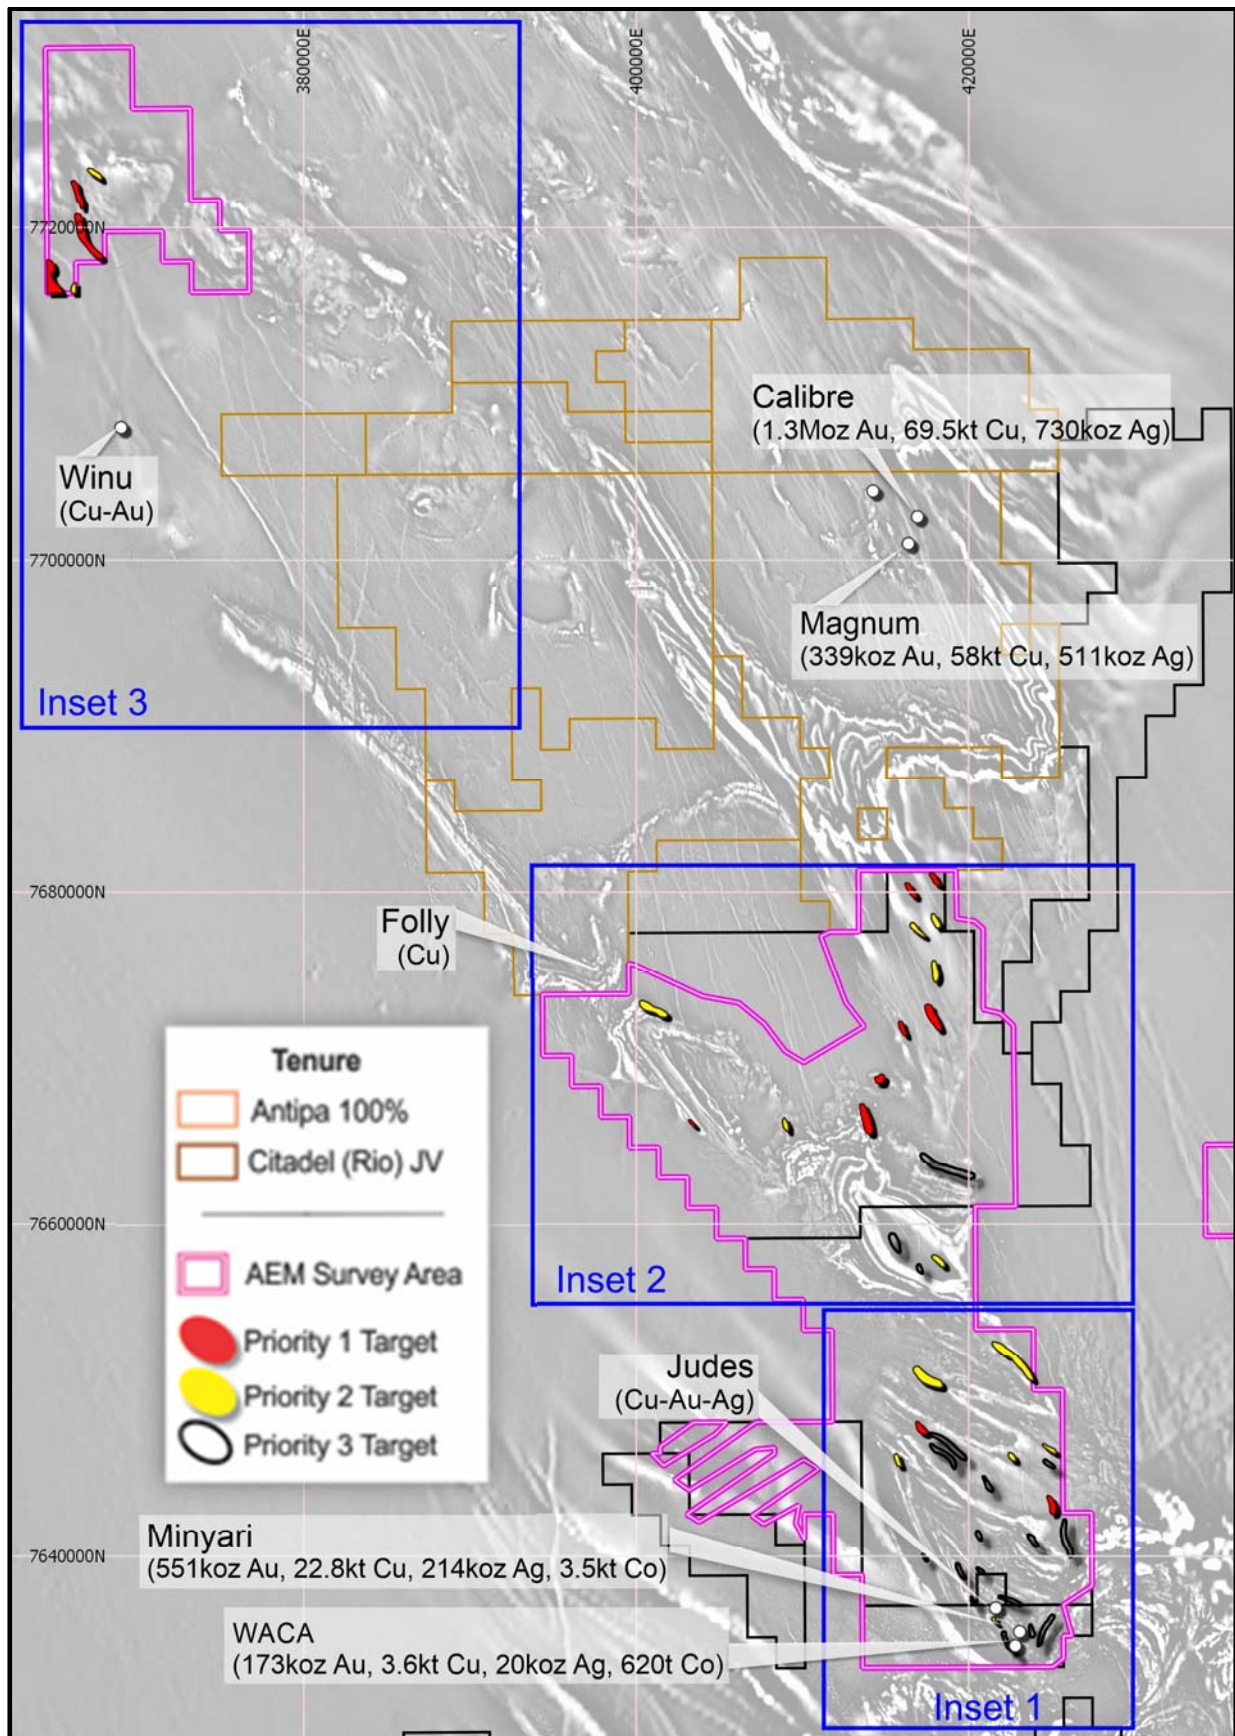 380000E
400000E
420000E
7720000N
Calibre
(1.3Moz Au, 69.5kt Cu, 730koz Ag)
Winu
(Cu-Au)
7700000N
Magnum
(339koz Au, 58kt Cu, 511koz Ag)
Inset 3
7680000N
Folly
(Cu)
Tenure
Antipa 100%
Citadel (Rio) JV
AEM Survey Area
Priority 1 Target
Priority 2 Target
Priority 3 Target
7660000N
Inset 2
Judes
(Cu-Au-Ag)
Minyari
(551koz Au, 22.8kt Cu, 214koz Ag, 3.5kt Co)
7640000N
WACA
(173koz Au, 3.6kt Cu, 20koz Ag, 620t Co)
Inset 1